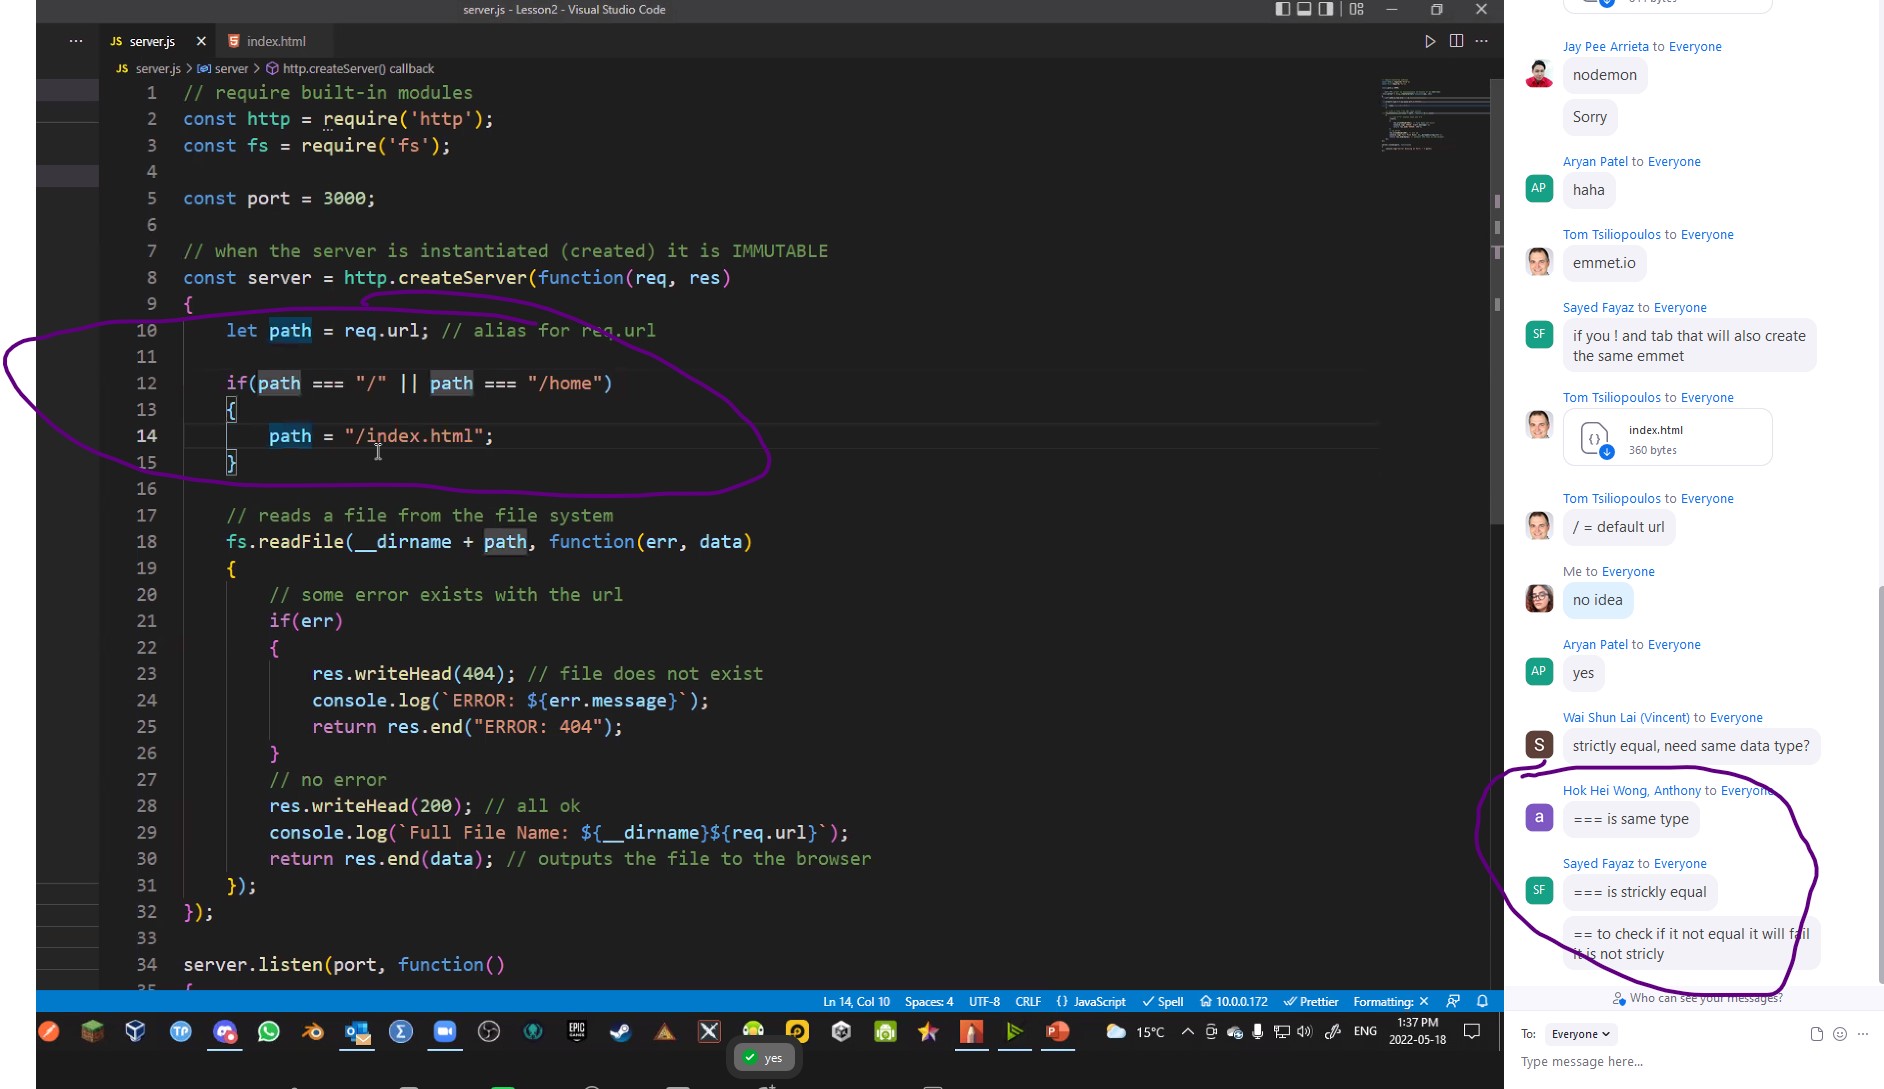 server.js - Lesson2 - Visual Studio Code
JS server.js
index.html
JS server.js > server > http.createServer() callback
1 // require built-in modules
2 const http = require('http');
3 const fs = require('fs');
4
5 const port = 3000;
6
7 // when the server is instantiated (created) it is IMMUTABLE
8 const server = http.createServer(function(req, res)
9 {
10 let path = req.url; // alias for req.url
11
12 if(path === "/" || path === "/home")
13 {
14 path = "/index.html";
15 }
16
17 // reads a file from the file system
18 fs.readFile(__dirname + path, function(err, data)
19 {
20 // some error exists with the url
21 if(err)
22 {
23 res.writeHead(404); // file does not exist
24 console.log(`ERROR: ${err.message}`);
25 return res.end("ERROR: 404");
26 }
27 // no error
28 res.writeHead(200); // all ok
29 console.log(`Full File Name: ${__dirname}${req.url}`);
30 return res.end(data); // outputs the file to the browser
31 });
32 });
33
34 server.listen(port, function()
Ln 14, Col 10 Spaces: 4 UTF-8 CRLF {} JavaScript Spell 10.0.0.172 Prettier Formatting: ×
TP EPIC GAMES 15°C ENG 1:37 PM
2022-05-18
yes
Jay Pee Arrieta to Everyone
nodemon
Sorry
Aryan Patel to Everyone
AP haha
Tom Tsiliopoulos to Everyone
emmet.io
Sayed Fayaz to Everyone
SF if you ! and tab that will also create
the same emmet
Tom Tsiliopoulos to Everyone
index.html
360 bytes
Tom Tsiliopoulos to Everyone
/ = default url
Me to Everyone
no idea
Aryan Patel to Everyone
AP yes
Wai Shun Lai (Vincent) to Everyone
S strictly equal, need same data type?
Hok Hei Wong, Anthony to Everyone
a === is same type
Sayed Fayaz to Everyone
SF === is strickly equal
== to check if it not equal it will fail
it is not stricly
Who can see your messages?
To: Everyone
Type message here...